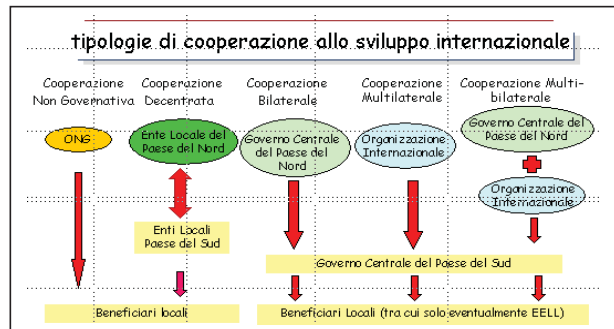 tipologie di cooperazione allo sviluppo internazionale
Cooperazione
Non Governativa
Cooperazione
Decentrata
Cooperazione
Bilaterale
Cooperazione
Multilaterale
Cooperazione Multi-
bilaterale
ONG
Ente Locale del
Paese del Nord
Governo Centrale
del Paese del
Nord
Organizzazione
Internazionale
Governo Centrale del
Paese del Nord
Organizzazione
Internazionale
Enti Locali
Paese del Sud
Governo Centrale del Paese del Sud
Beneficiari locali
Beneficiari Locali (tra cui solo eventualmente EELL)